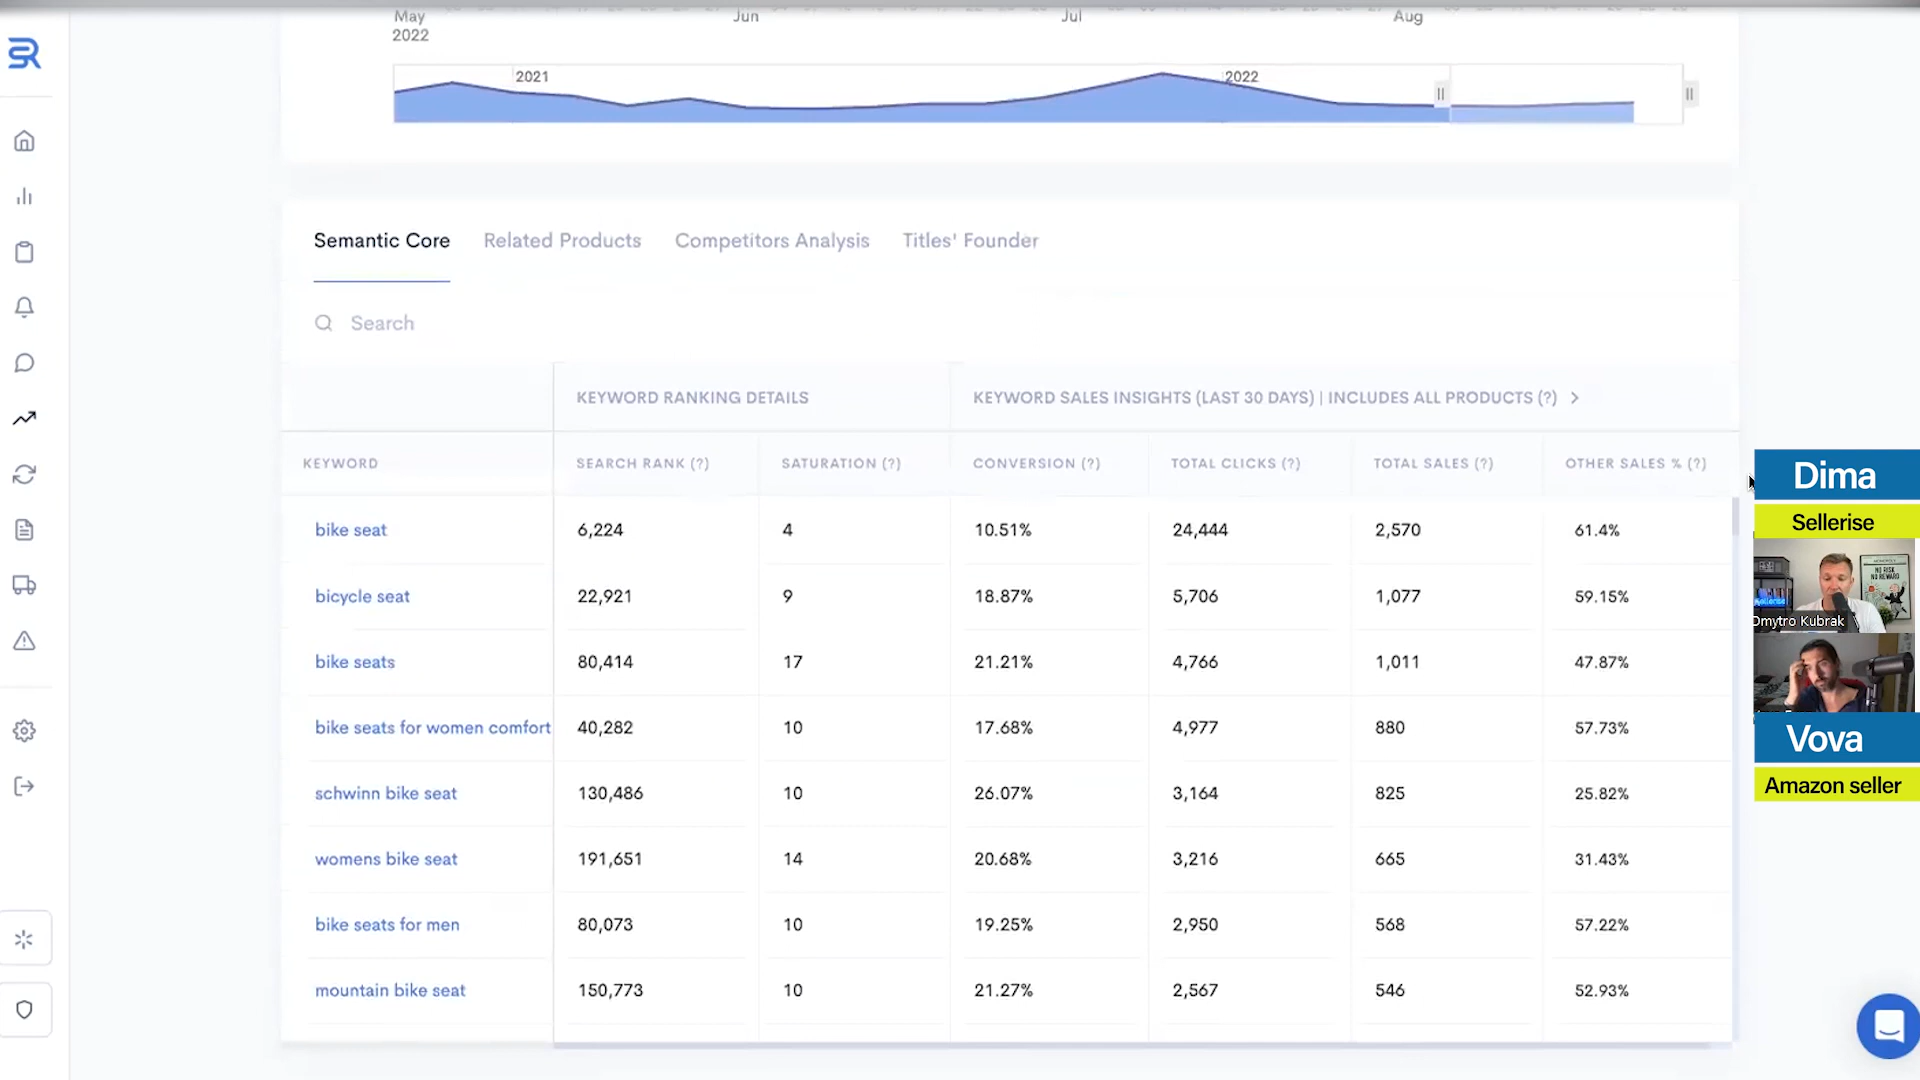 May Jun Jul Aug
2022
2021 2022
Semantic Core Related Products Competitors Analysis Titles' Founder
Search
KEYWORD RANKING DETAILS KEYWORD SALES INSIGHTS (LAST 30 DAYS) | INCLUDES ALL PRODUCTS (?) >
KEYWORD SEARCH RANK (?) SATURATION (?) CONVERSION (?) TOTAL CLICKS (?) TOTAL SALES (?) OTHER SALES % (?)
bike seat 6,224 4 10.51% 24,444 2,570 61.4%
bicycle seat 22,921 9 18.87% 5,706 1,077 59.15%
bike seats 80,414 17 21.21% 4,766 1,011 47.87%
bike seats for women comfort 40,282 10 17.68% 4,977 880 57.73%
schwinn bike seat 130,486 10 26.07% 3,164 825 25.82%
womens bike seat 191,651 14 20.68% 3,216 665 31.43%
bike seats for men 80,073 10 19.25% 2,950 568 57.22%
mountain bike seat 150,773 10 21.27% 2,567 546 52.93%
SR
Dima
Sellerise
NO RISK
NO REWARD
Dmytro Kubrak
Vova
Amazon seller